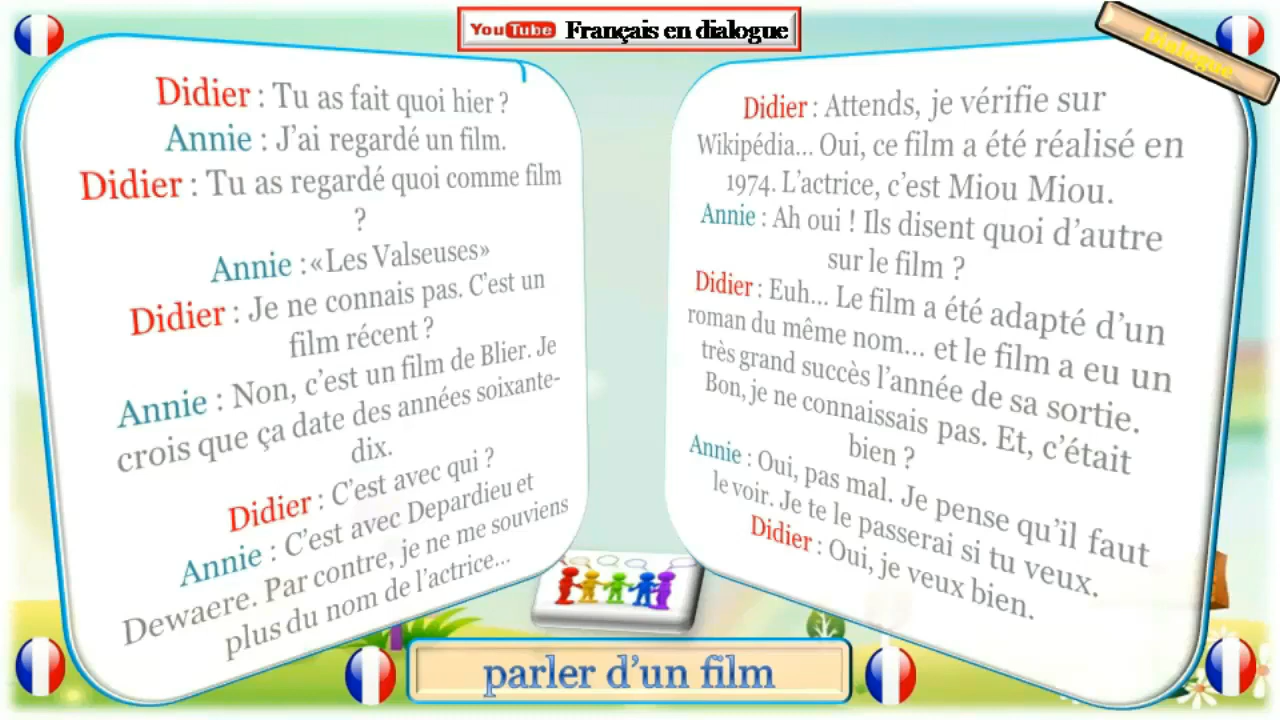 YouTube Français en dialogue
Dialogue
Didier : Tu as fait quoi hier ?
Annie : J’ai regardé un film.
Didier : Tu as regardé quoi comme film
?
Annie :«Les Valseuses»
Didier : Je ne connais pas. C’est un
film récent ?
Annie : Non, c’est un film de Blier. Je
crois que ça date des années soixante-
dix.
Didier : C’est avec qui ?
Annie : C’est avec Depardieu et
Dewaere. Par contre, je ne me souviens
plus du nom de l’actrice...
Didier : Attends, je vérifie sur
Wikipédia... Oui, ce film a été réalisé en
1974. L’actrice, c’est Miou Miou.
Annie : Ah oui ! Ils disent quoi d’autre
sur le film ?
Didier : Euh... Le film a été adapté d’un
roman du même nom... et le film a eu un
très grand succès l’année de sa sortie.
Bon, je ne connaissais pas. Et, c’était
bien ?
Annie : Oui, pas mal. Je pense qu’il faut
le voir. Je te le passerai si tu veux.
Didier : Oui, je veux bien.
parler d’un film